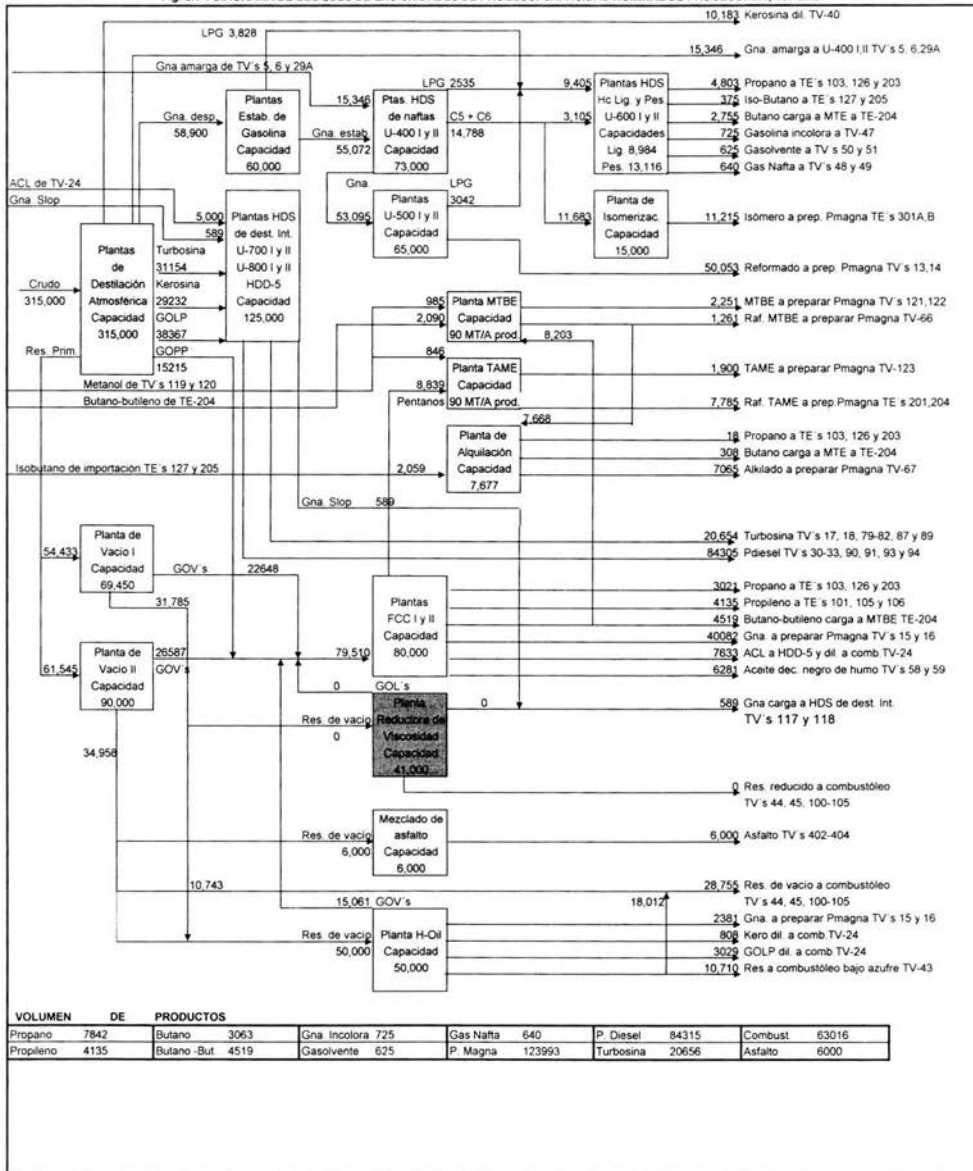 10,183 Kerosina dil. TV-40
LPG 3,828
15,346 Gna. amarga a U-400 I,II TV´s 5, 6,29A
Gna amarga de TV´s 5, 6 y 29A
LPG 2535
Plantas
Estab. de
Gasolina
Capacidad
60,000
15,346
Ptas. HDS
de naftas
U-400 I y II
Capacidad
73,000
9,405
Plantas HDS
Hc Lig. y Pes
U-600 I y II
Capacidades
Lig. 8,984
Pes. 13,116
4,803 Propano a TE´s 103, 126 y 203
375 Iso-Butano a TE´s 127 y 205
2,755 Butano carga a MTE a TE-204
725 Gasolina incolora a TV-47
625 Gasolvente a TV´s 50 y 51
640 Gas Nafta a TV´s 48 y 49
Gna. desp.
58,900
Gna. estab.
55,072
C5 + C6
14,788
3,105
ACL de TV-24
Gna. Slop
5,000
589
Plantas HDS
de dest. Int.
U-700 I y II
U-800 I y II
HDD-5
Capacidad
125,000
Gna.
53,095
LPG
3042
Plantas
U-500 I y II
Capacidad
65,000
11,683
Planta de
Isomerizac.
Capacidad
15,000
11,215 Isómero a prep. Pmagna TE´s 301A,B
50,053 Reformado a prep. Pmagna TV´s 13,14
Crudo
315,000
Plantas
de
Destilación
Atmosférica
Capacidad
315,000
Turbosina
31154
Kerosina
29232
GOLP
38367
GOPP
15215
Res. Prim.
985
2,090
Planta MTBE
Capacidad
90 MT/A prod.
8,203
2,251 MTBE a preparar Pmagna TV´s 121,122
1,261 Raf. MTBE a preparar Pmagna TV-66
Metanol de TV´s 119 y 120
Butano-butileno de TE-204
846
8,839
Pentanos
Planta TAME
Capacidad
90 MT/A prod.
1,900 TAME a preparar Pmagna TV-123
7,785 Raf. TAME a prep.Pmagna TE´s 201,204
7,668
Planta de
Alquilación
Capacidad
7,677
18 Propano a TE´s 103, 126 y 203
308 Butano carga a MTE a TE-204
7065 Alkilado a preparar Pmagna TV-67
Isobutano de importación TE´s 127 y 205
2,059
Gna. Slop 589
20,654 Turbosina TV´s 17, 18, 79-82, 87 y 89
84305 Pdiesel TV´s 30-33, 90, 91, 93 y 94
54,433
Planta de
Vacio I
Capacidad
69,450
GOV´s 22648
31,785
Plantas
FCC I y II
Capacidad
80,000
3021 Propano a TE´s 103, 126 y 203
4135 Propileno a TE´s 101, 105 y 106
4519 Butano-butileno carga a MTBE TE-204
40082 Gna. a preparar Pmagna TV´s 15 y 16
7633 ACL a HDD-5 y dil. a comb.TV-24
6281 Aceite dec. negro de humo TV´s 58 y 59
61,545
Planta de
Vacio II
Capacidad
90,000
26587
GOV´s
79,510
0 GOL´s
Res. de vacio
0
Planta
Reductora de
Viscosidad
Capacidad
41,000
0
589 Gna carga a HDS de dest. Int.
TV´s 117 y 118
34,958
0 Res. reducido a combustóleo
TV´s 44, 45, 100-105
Res. de vacio
6,000
Mezclado de
asfalto
Capacidad
6,000
6,000 Asfalto TV´s 402-404
10,743
28,755 Res. de vacio a combustóleo
TV´s 44, 45, 100-105
15,061 GOV´s
18,012
Res. de vacio
50,000
Planta H-Oil
Capacidad
50,000
2381 Gna. a preparar Pmagna TV´s 15 y 16
808 Kero dil. a comb.TV-24
3029 GOLP dil. a comb.TV-24
10,710 Res a combustóleo bajo azufre TV-43
VOLUMEN DE PRODUCTOS
Propano 7842 Butano 3063 Gna. Incolora 725 Gas Nafta 640 P. Diesel 84315 Combust 63016
Propileno 4135 Butano -But 4519 Gasolvente 625 P. Magna 123993 Turbosina 20656 Asfalto 6000